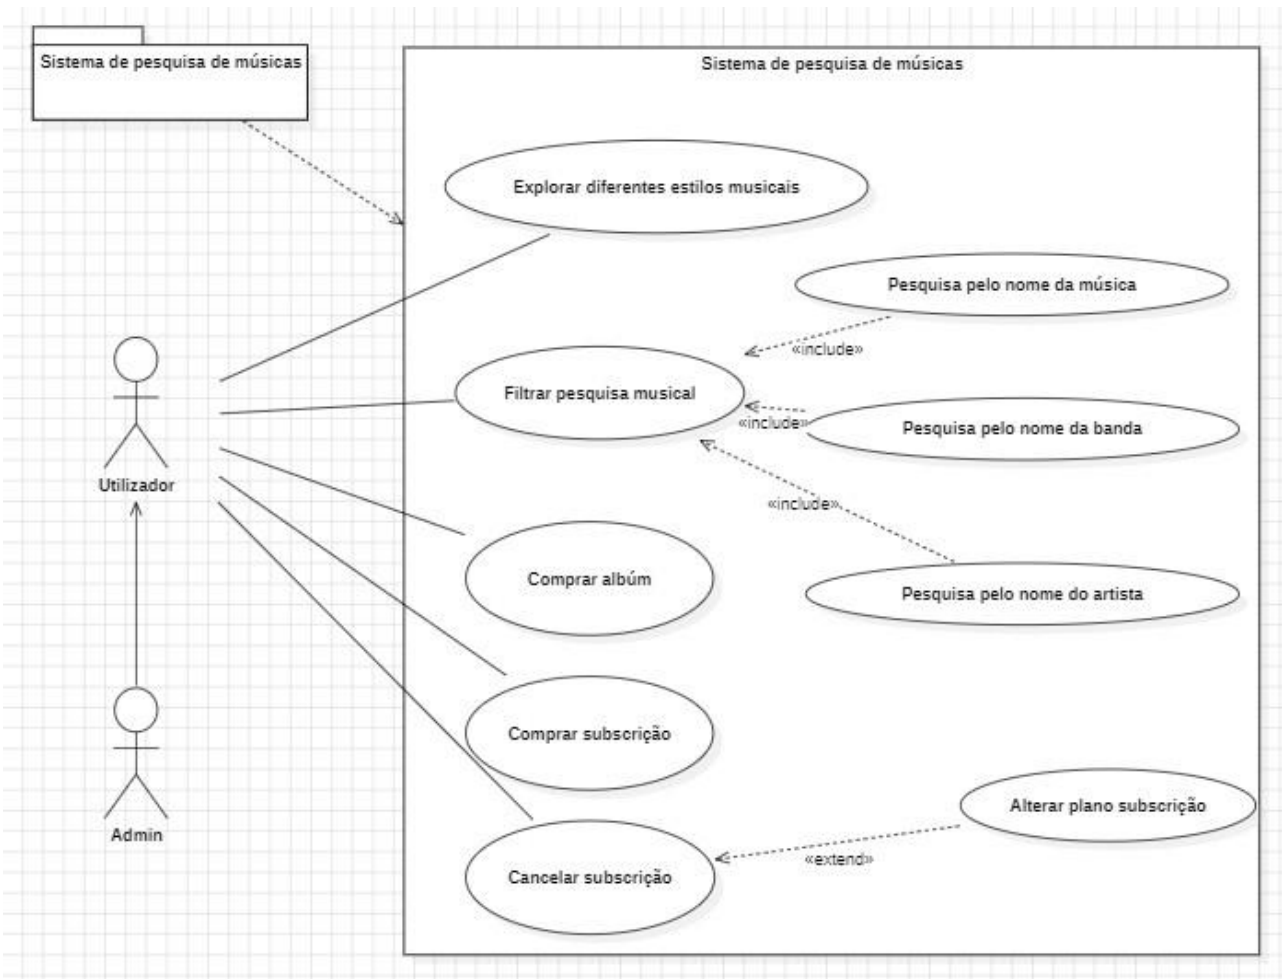 Sistema de pesquisa de músicas
Sistema de pesquisa de músicas
Explorar diferentes estilos musicais
Pesquisa pelo nome da música
«include»
Filtrar pesquisa musical
«include»
Pesquisa pelo nome da banda
Utilizador
«include»
Comprar albúm
Pesquisa pelo nome do artista
Comprar subscrição
Alterar plano subscrição
Admin
«extend»
Cancelar subscrição